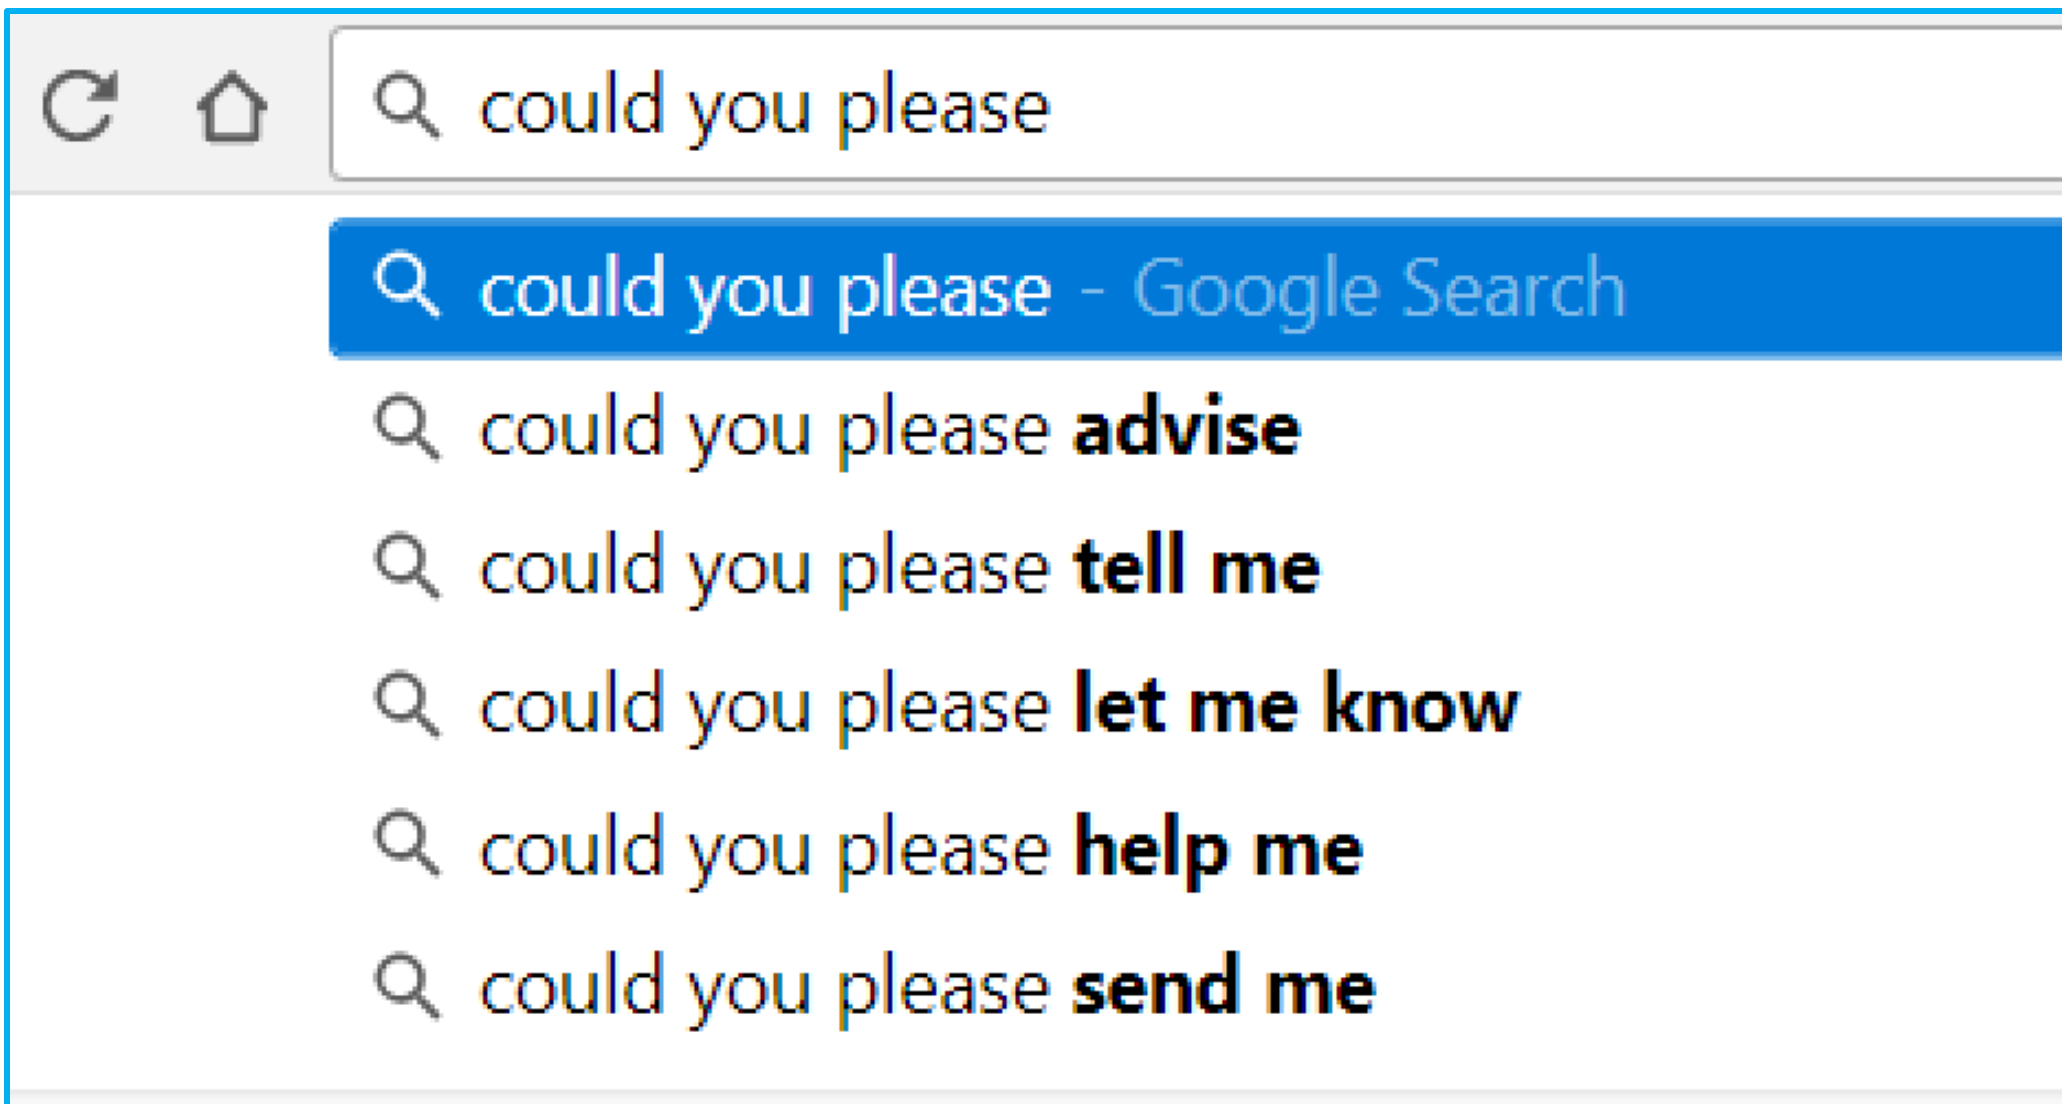 could you please
could you please - Google Search
could you please advise
could you please tell me
could you please let me know
could you please help me
could you please send me